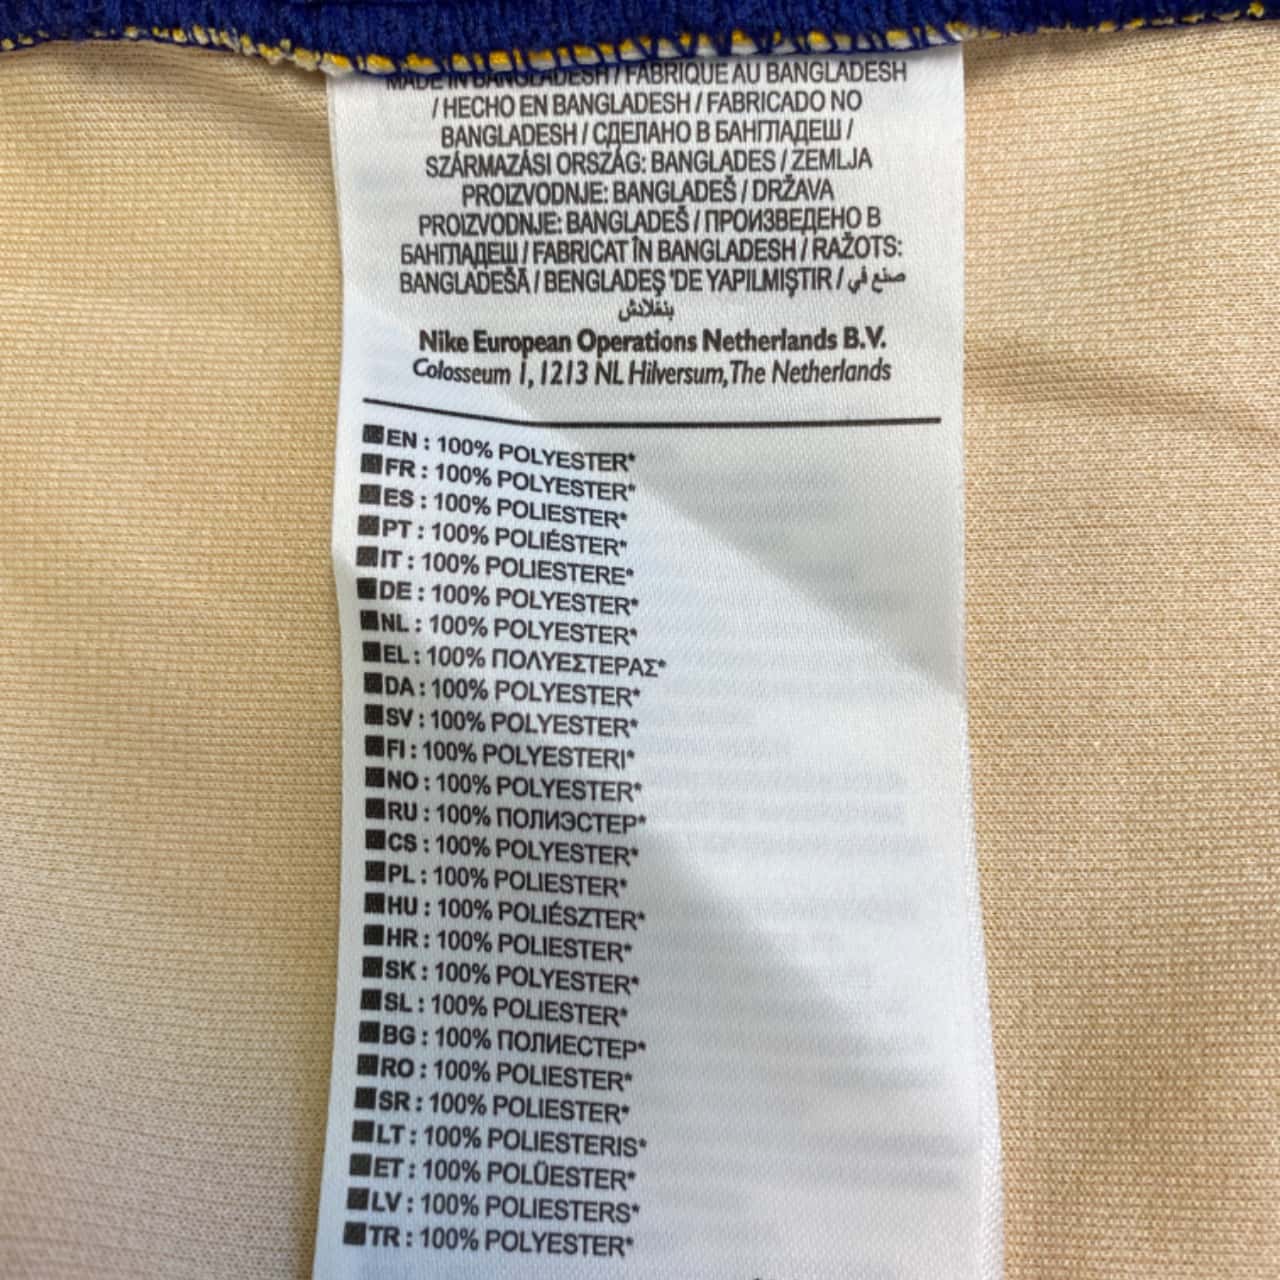 MADE IN BANGLADESH / FABRIQUE AU BANGLADESH
/ HECHO EN BANGLADESH / FABRICADO NO
BANGLADESH / СДЕЛАНО В БАНГЛАДЕШ /
SZÁRMAZÁSI ORSZÁG: BANGLADES / ZEMLJA
PROIZVODNJE: BANGLADEŠ / DRŽAVA
PROIZVODNJE: BANGLADEŠ / ПРОИЗВЕДЕНО В
БАНГЛАДЕШ / FABRICAT ÎN BANGLADESH / RAŽOTS:
BANGLADEŠĀ / BENGLADEŞ 'DE YAPILMIŞTIR / صنع في
بنغلادش
Nike European Operations Netherlands B.V.
Colosseum 1, 1213 NL Hilversum, The Netherlands
EN : 100% POLYESTER*
FR : 100% POLYESTER*
ES : 100% POLIESTER*
PT : 100% POLIÉSTER*
IT : 100% POLIESTERE*
DE : 100% POLYESTER*
NL : 100% POLYESTER*
EL : 100% ΠΟΛΥΕΣΤΕΡΑΣ*
DA : 100% POLYESTER*
SV : 100% POLYESTER*
FI : 100% POLYESTERI*
NO : 100% POLYESTER*
RU : 100% ПОЛИЭСТЕР*
CS : 100% POLYESTER*
PL : 100% POLIESTER*
HU : 100% POLIÉSZTER*
HR : 100% POLIESTER*
SK : 100% POLYESTER*
SL : 100% POLIESTER*
BG : 100% ПОЛИЕСТЕР*
RO : 100% POLIESTER*
SR : 100% POLIESTER*
LT : 100% POLIESTERIS*
ET : 100% POLÜESTER*
LV : 100% POLIESTERS*
TR : 100% POLYESTER*